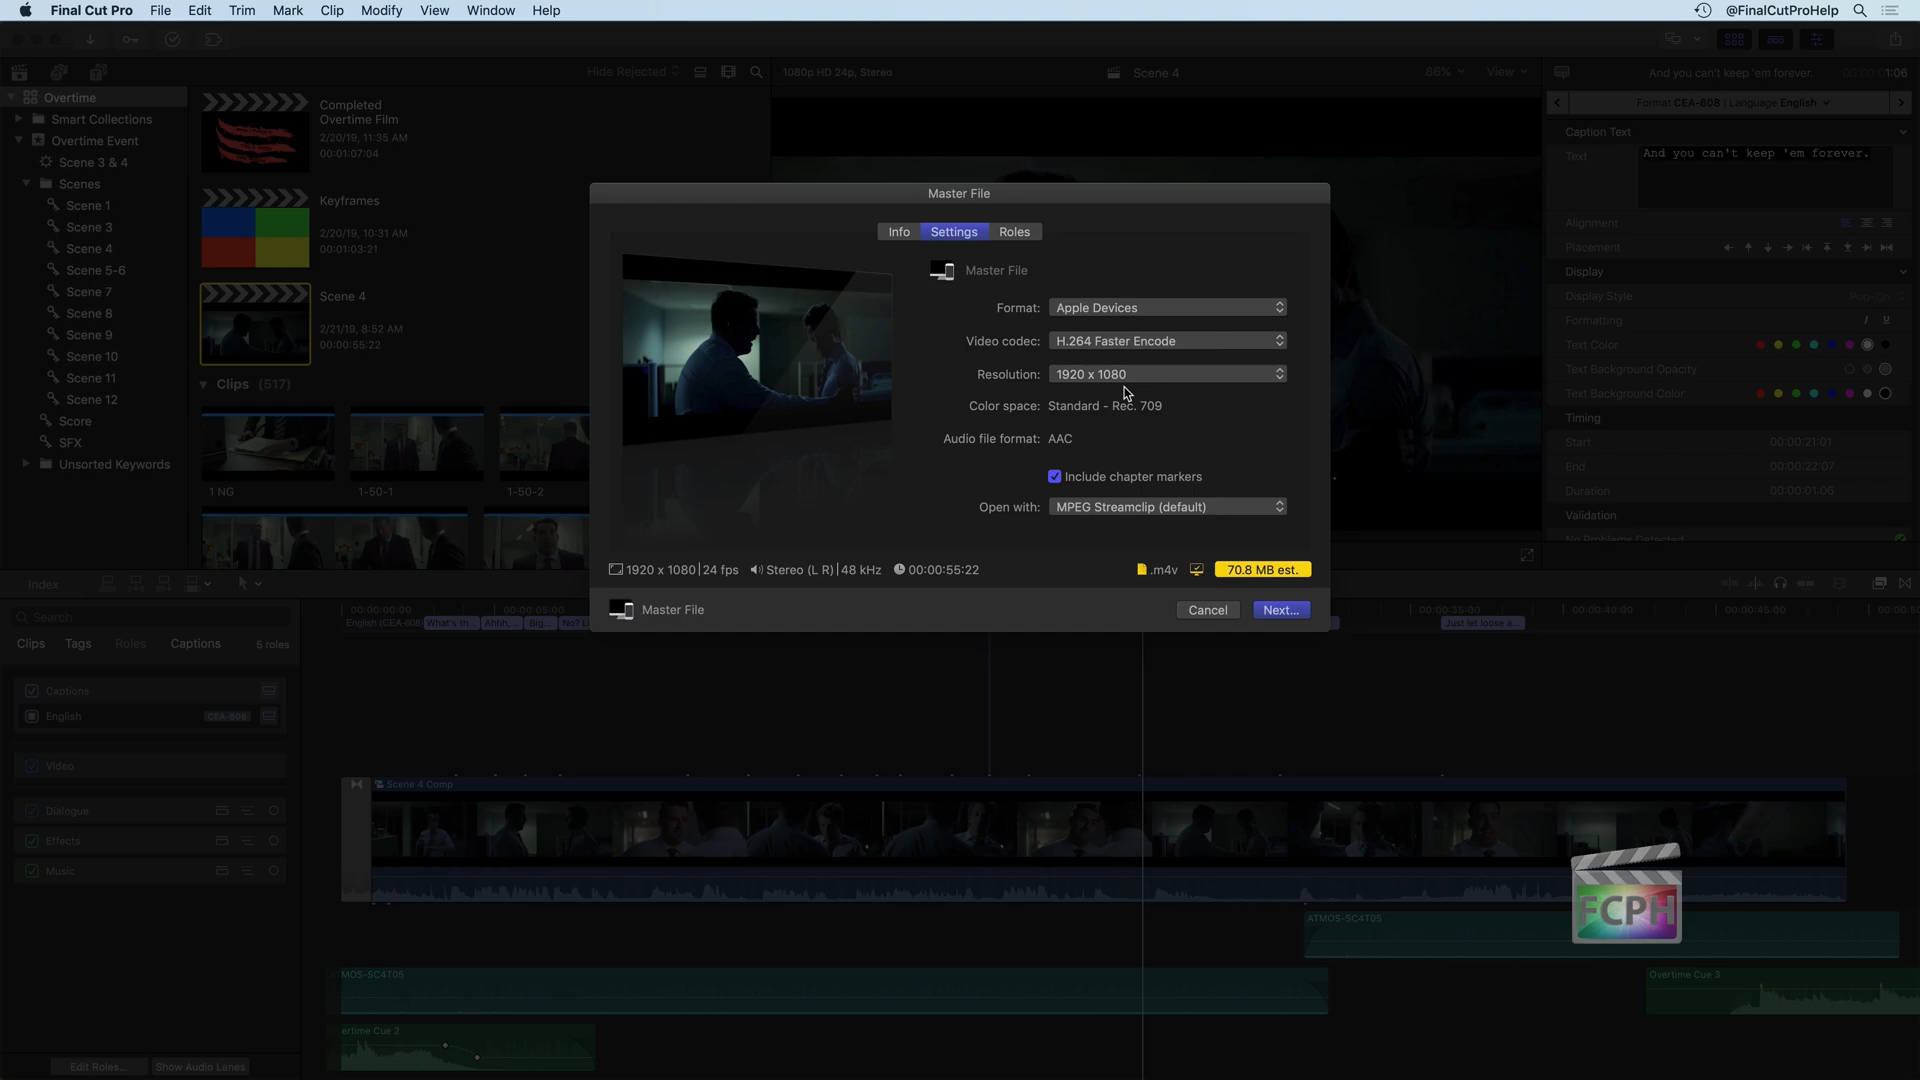 Final Cut Pro File Edit Trim Mark Clip Modify View Window Help
@FinalCutProHelp
Hide Rejected
1080p HD 24p, Stereo
Scene 4
86%
View
And you can't keep 'em forever.
1:06
Overtime
Smart Collections
Overtime Event
Scene 3 & 4
Scenes
Scene 1
Scene 3
Scene 4
Scene 5-6
Scene 7
Scene 8
Scene 9
Scene 10
Scene 11
Scene 12
Score
SFX
Unsorted Keywords
Completed
Overtime Film
2/20/19, 11:35 AM
00:01:07:04
Keyframes
2/20/19, 10:31 AM
00:01:03:21
Scene 4
2/21/19, 8:52 AM
00:00:55:22
Clips (517)
1 NG
1-50-1
1-50-2
Master File
Info Settings Roles
Master File
Format: Apple Devices
Video codec: H.264 Faster Encode
Resolution: 1920 x 1080
Color space: Standard - Rec. 709
Audio file format: AAC
Include chapter markers
Open with: MPEG Streamclip (default)
1920 x 1080 | 24 fps Stereo (L R) | 48 kHz 00:00:55:22
.m4v 70.8 MB est.
Master File
Cancel Next...
Format CEA-608 | Language English
Caption Text
Text And you can't keep 'em forever.
Alignment
Placement
Display
Display Style Pop-On
Formatting I U
Text Color
Text Background Opacity
Text Background Color
Timing
Start 00:00:21:01
End 00:00:22:07
Duration 00:00:01:06
Validation
No Problems Detected
Index
Search
Clips Tags Roles Captions 5 roles
Captions
English CEA-608
Video
Dialogue
Effects
Music
Edit Roles... Show Audio Lanes
00:00:00:00 00:00:05:00 00:00:35:00 00:00:40:00 00:00:45:00
English (CEA-608) What's th... Ahhh,... Big... Just let loose a...
Scene 4 Comp
ATMOS-SC4T05
MOS-SC4T05
Overtime Cue 3
ertime Cue 2
FCPH